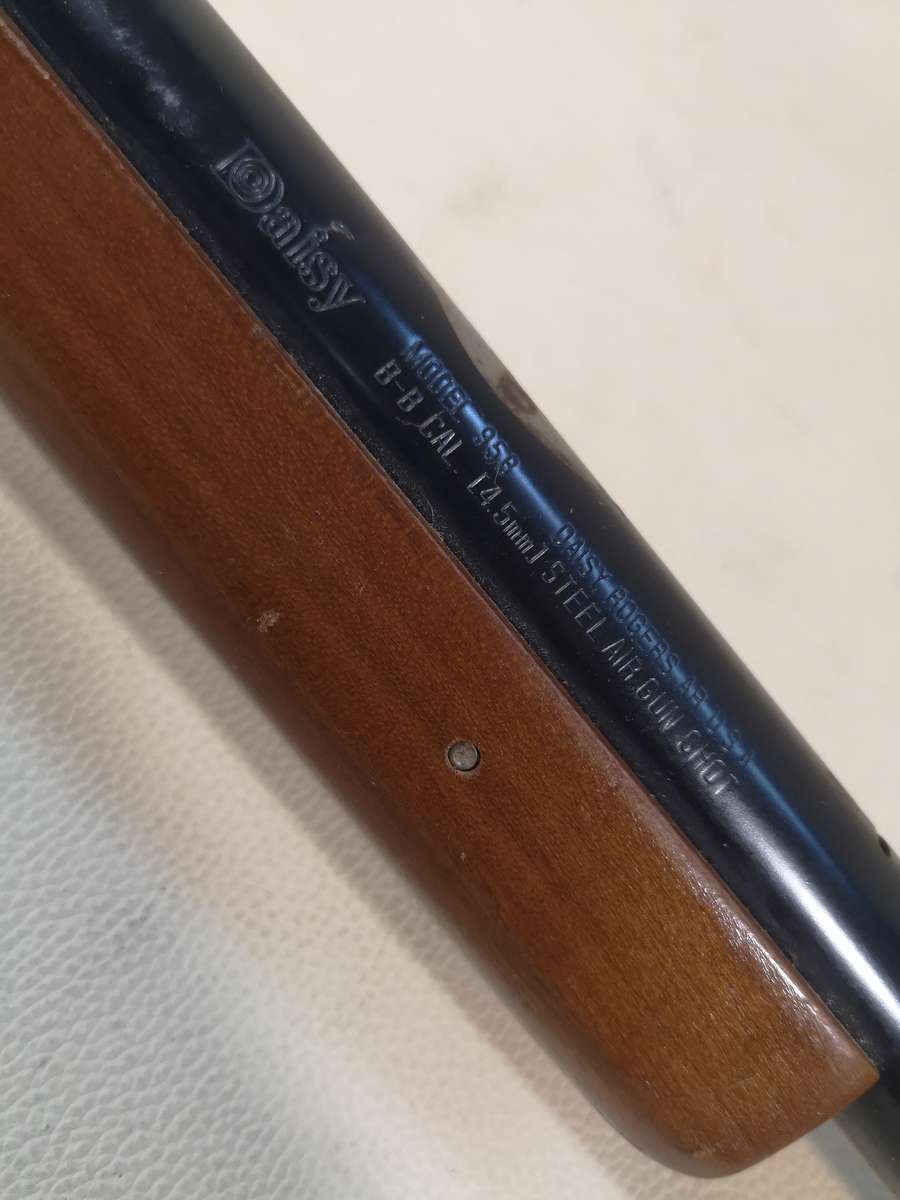 Daisy
MODEL 95B DAISY ROGERS AR U.S.A.
B-B CAL. [4.5mm] STEEL AIR GUN SHOT